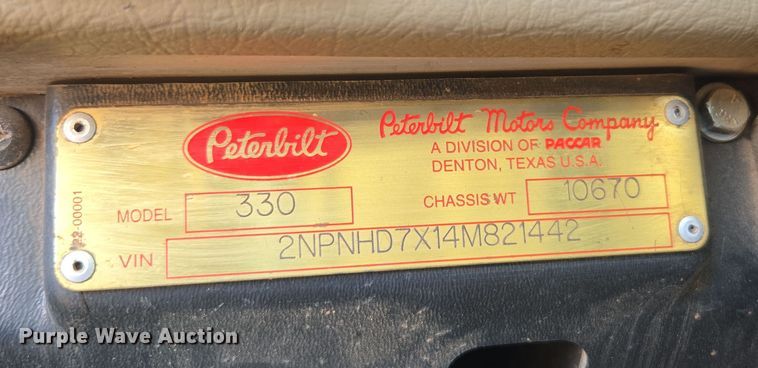 Peterbilt
Peterbilt Motors Company
A DIVISION OF PACCAR
DENTON, TEXAS U.S.A.
MODEL 330
CHASSIS WT 10670
VIN 2NPNHD7X14M821442
22-00001
Purple Wave Auction